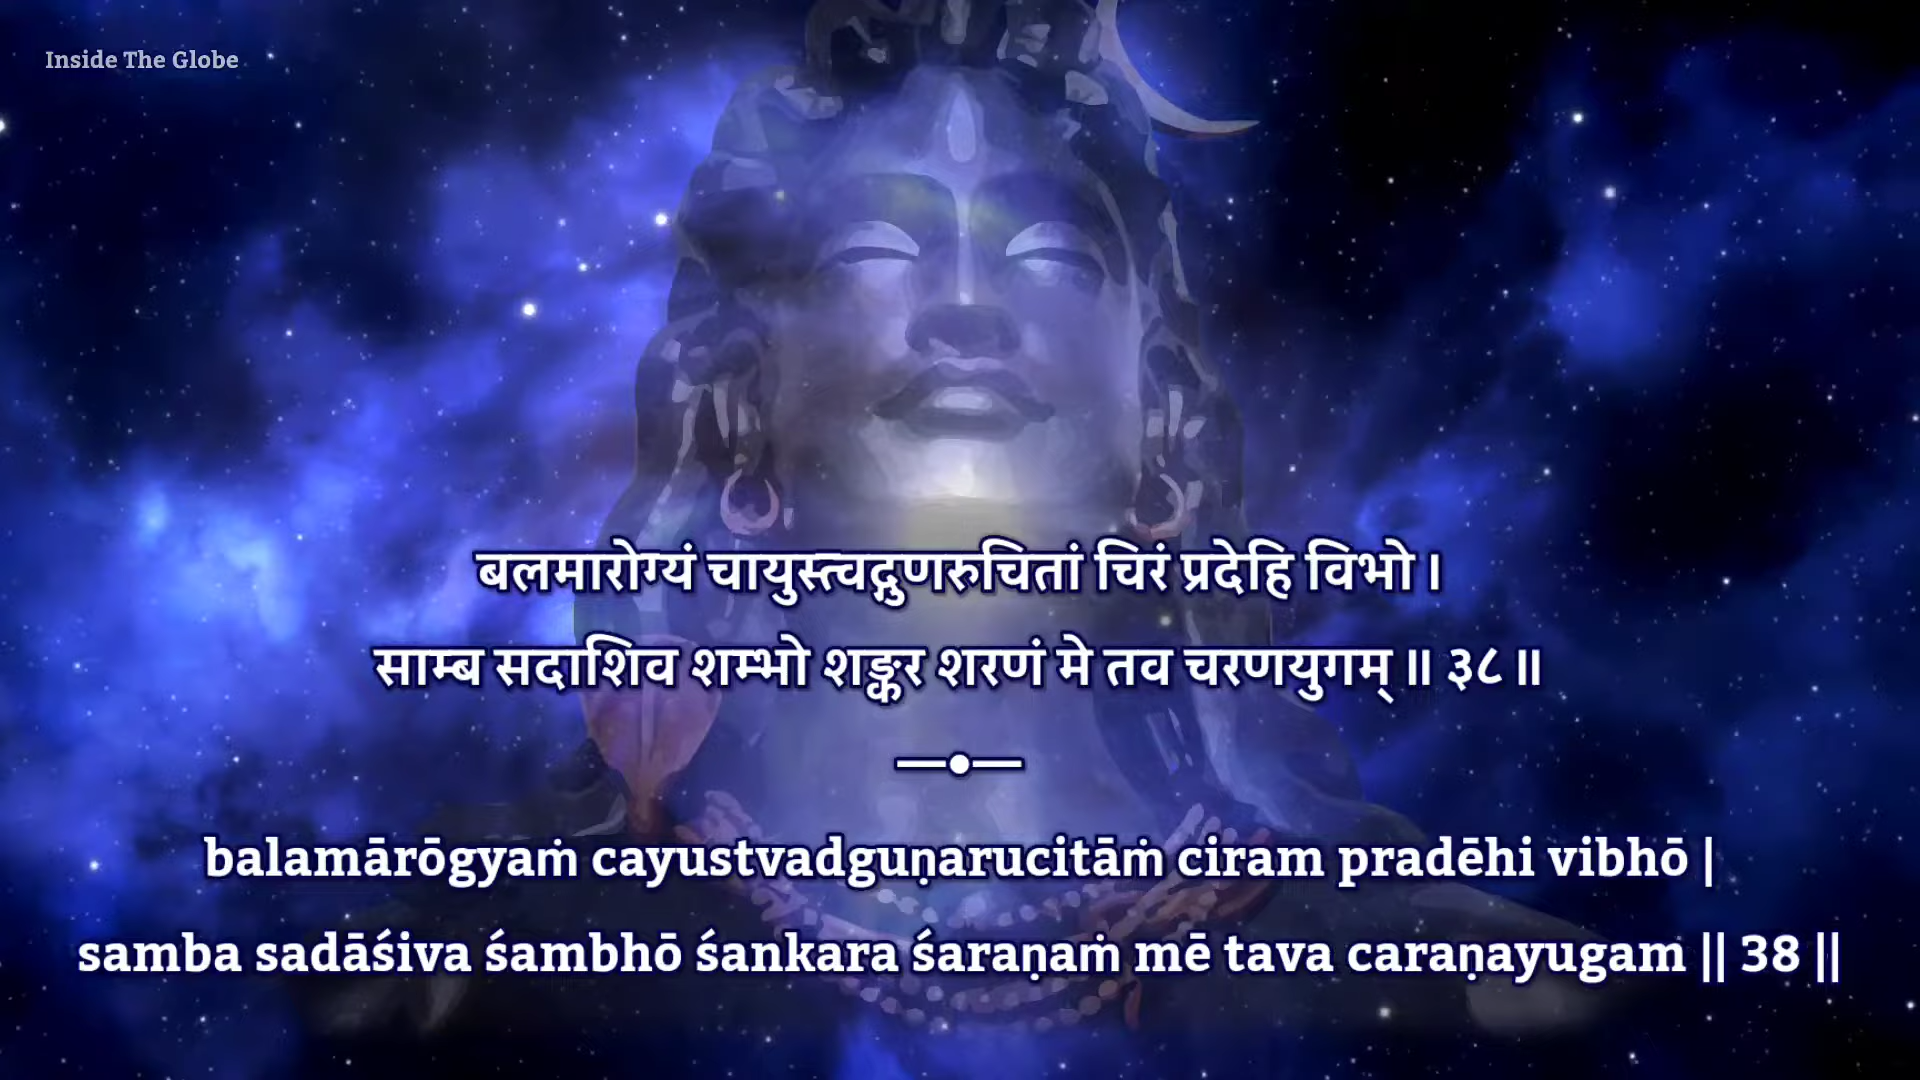 Inside The Globe
बलमारोग्यं चायुस्त्वद्गुणरुचितां चिरं प्रदेहि विभो ।
साम्ब सदाशिव शम्भो शङ्कर शरणं मे तव चरणयुगम् ॥ ३८ ॥
balamārōgyaṁ cayustvadguṇarucitāṁ ciram pradēhi vibhō |
samba sadāśiva śambhō śankara śaraṇaṁ mē tava caraṇayugam || 38 ||